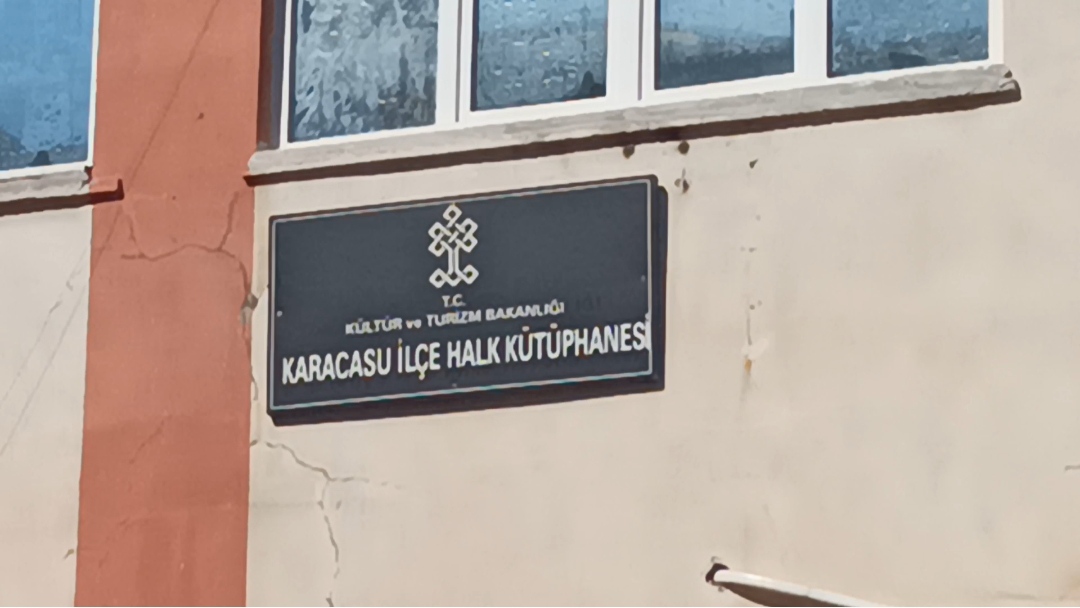 T.C.
KÜLTÜR ve TURİZM BAKANLIĞI
KARACASU İLÇE HALK KÜTÜPHANESİ